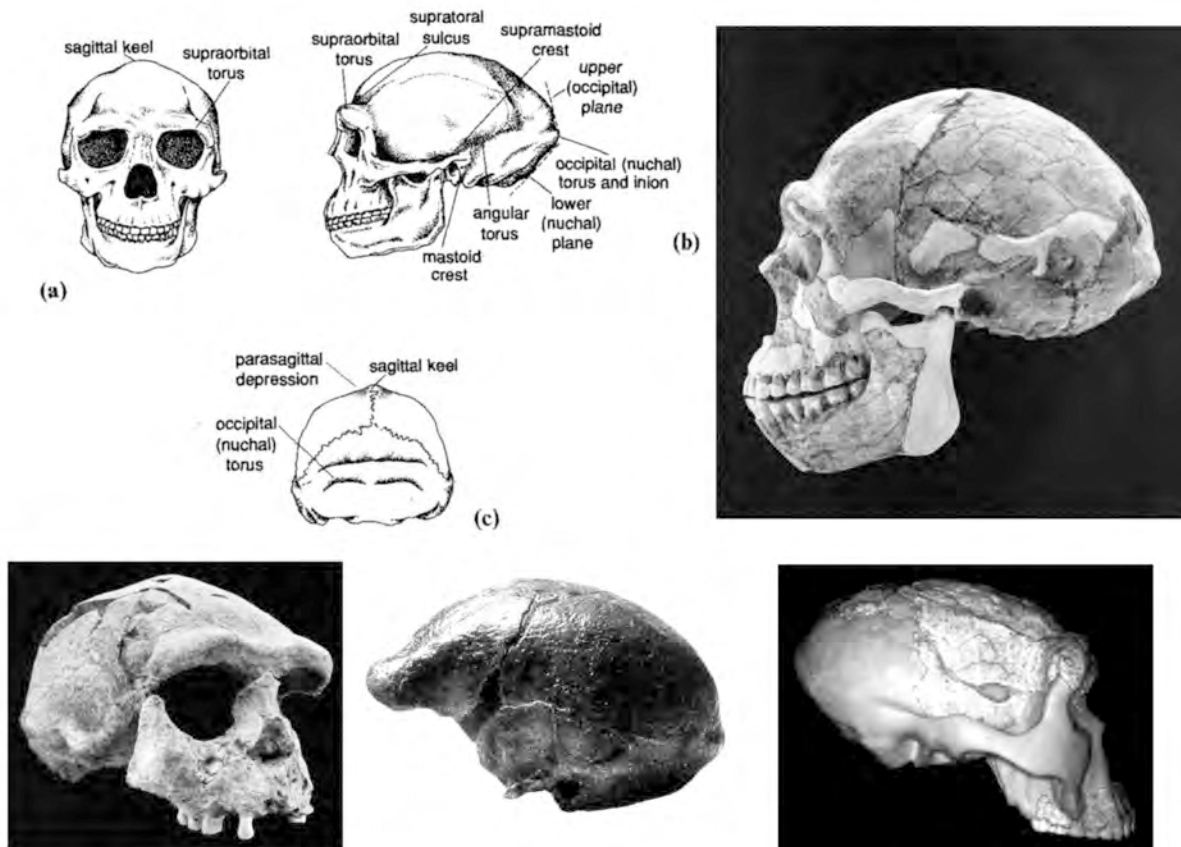 sagittal keel
supraorbital
torus
(a)
supratoral
sulcus
supraorbital
torus
supramastoid
crest
upper
(occipital)
plane
occipital (nuchal)
torus and inion
lower
(nuchal)
plane
angular
torus
mastoid
crest
(b)
parasagittal
depression
sagittal keel
occipital
(nuchal)
torus
(c)